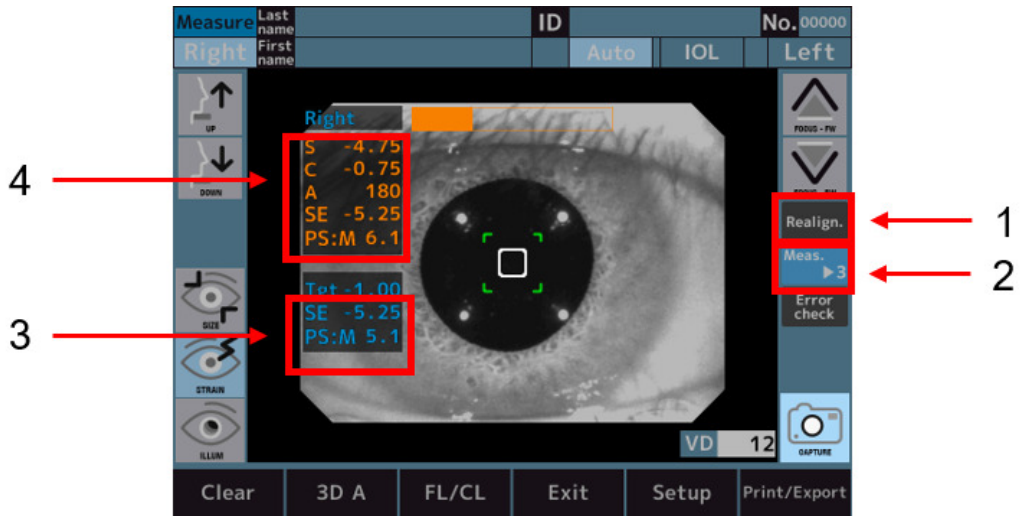 Measure Last name ID No. 00000
Right First name Auto IOL Left
UP
DOWN
SIZE
STRAIN
ILLUM
Right
S -4.75
C -0.75
A 180
SE -5.25
PS:M 6.1
Tgt -1.00
SE -5.25
PS:M 5.1
4
3
FOCUS - FW
Realign.
Meas.
▶3
Error
check
CAPTURE
1
2
VD 12
Clear 3D A FL/CL Exit Setup Print/Export